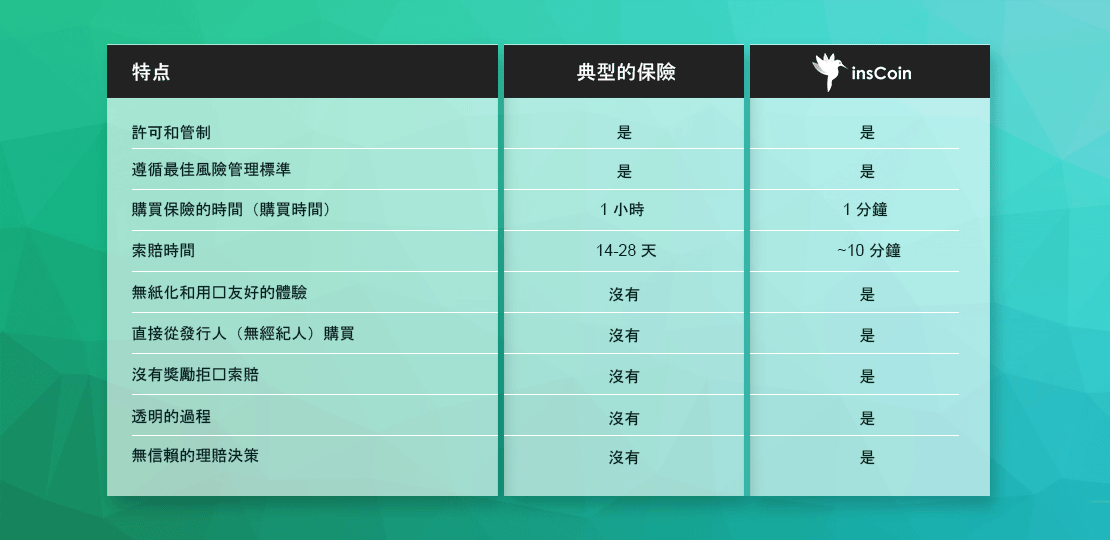 特点 典型的保險 insCoin
許可和管制 是 是
遵循最佳風險管理標準 是 是
購買保險的時間（購買時間） 1 小時 1 分鐘
索賠時間 14-28 天 ~10 分鐘
無紙化和用口友好的體驗 沒有 是
直接從發行人（無經紀人）購買 沒有 是
沒有獎勵拒口索賠 沒有 是
透明的過程 沒有 是
無信賴的理賠決策 沒有 是